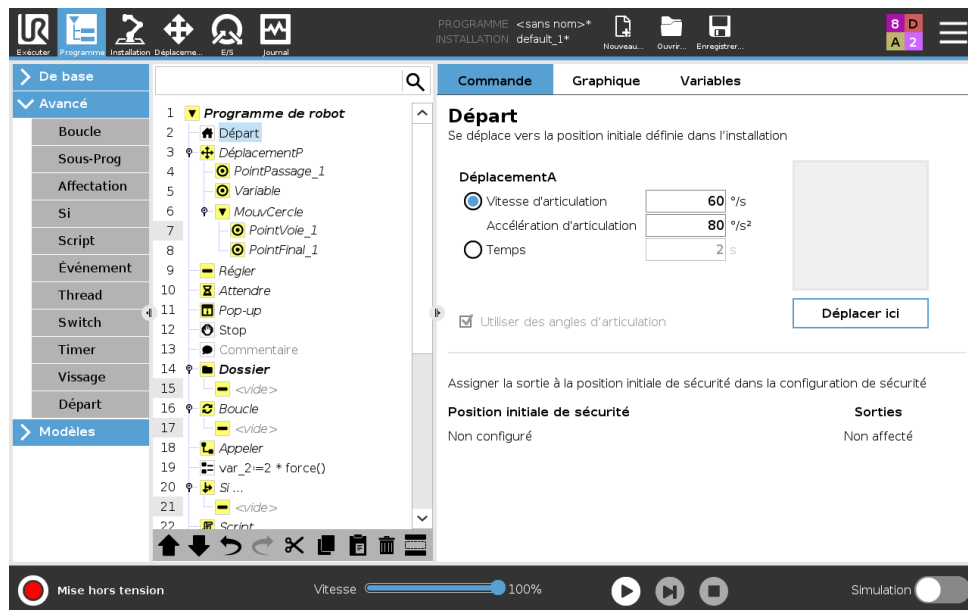 PROGRAMME <sans nom>*
INSTALLATION default_1*
Exécuter
Programme
Installation
Déplaceme...
E/S
Journal
Nouveau...
Ouvrir...
Enregistrer...
8 D
A 2
De base
Avancé
Boucle
Sous-Prog
Affectation
Si
Script
Événement
Thread
Switch
Timer
Vissage
Départ
Modèles
1 Programme de robot
2 Départ
3 DéplacementP
4 PointPassage_1
5 Variable
6 MouvCercle
7 PointVoie_1
8 PointFinal_1
9 Régler
10 Attendre
11 Pop-up
12 Stop
13 Commentaire
14 Dossier
15 <vide>
16 Boucle
17 <vide>
18 Appeler
19 var_2:=2 * force()
20 Si ...
21 <vide>
22 Script
Commande Graphique Variables
Départ
Se déplace vers la position initiale définie dans l'installation
DéplacementA
Vitesse d'articulation 60 °/s
Accélération d'articulation 80 °/s²
Temps 2 s
Utiliser des angles d'articulation
Déplacer ici
Assigner la sortie à la position initiale de sécurité dans la configuration de sécurité
Position initiale de sécurité Sorties
Non configuré Non affecté
Mise hors tension
Vitesse 100%
Simulation